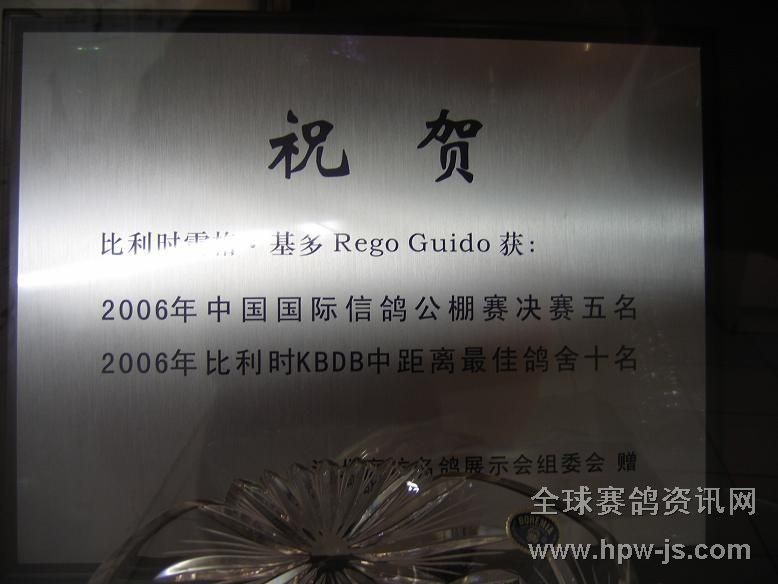 祝贺
比利时雷格·基多 Rego Guido 获:
2006年中国国际信鸽公棚赛决赛五名
2006年比利时KBDB中距离最佳鸽舍十名
名鸽展示会组委会 赠
BOHEMIA
全球赛鸽资讯网
www.hpw-js.com